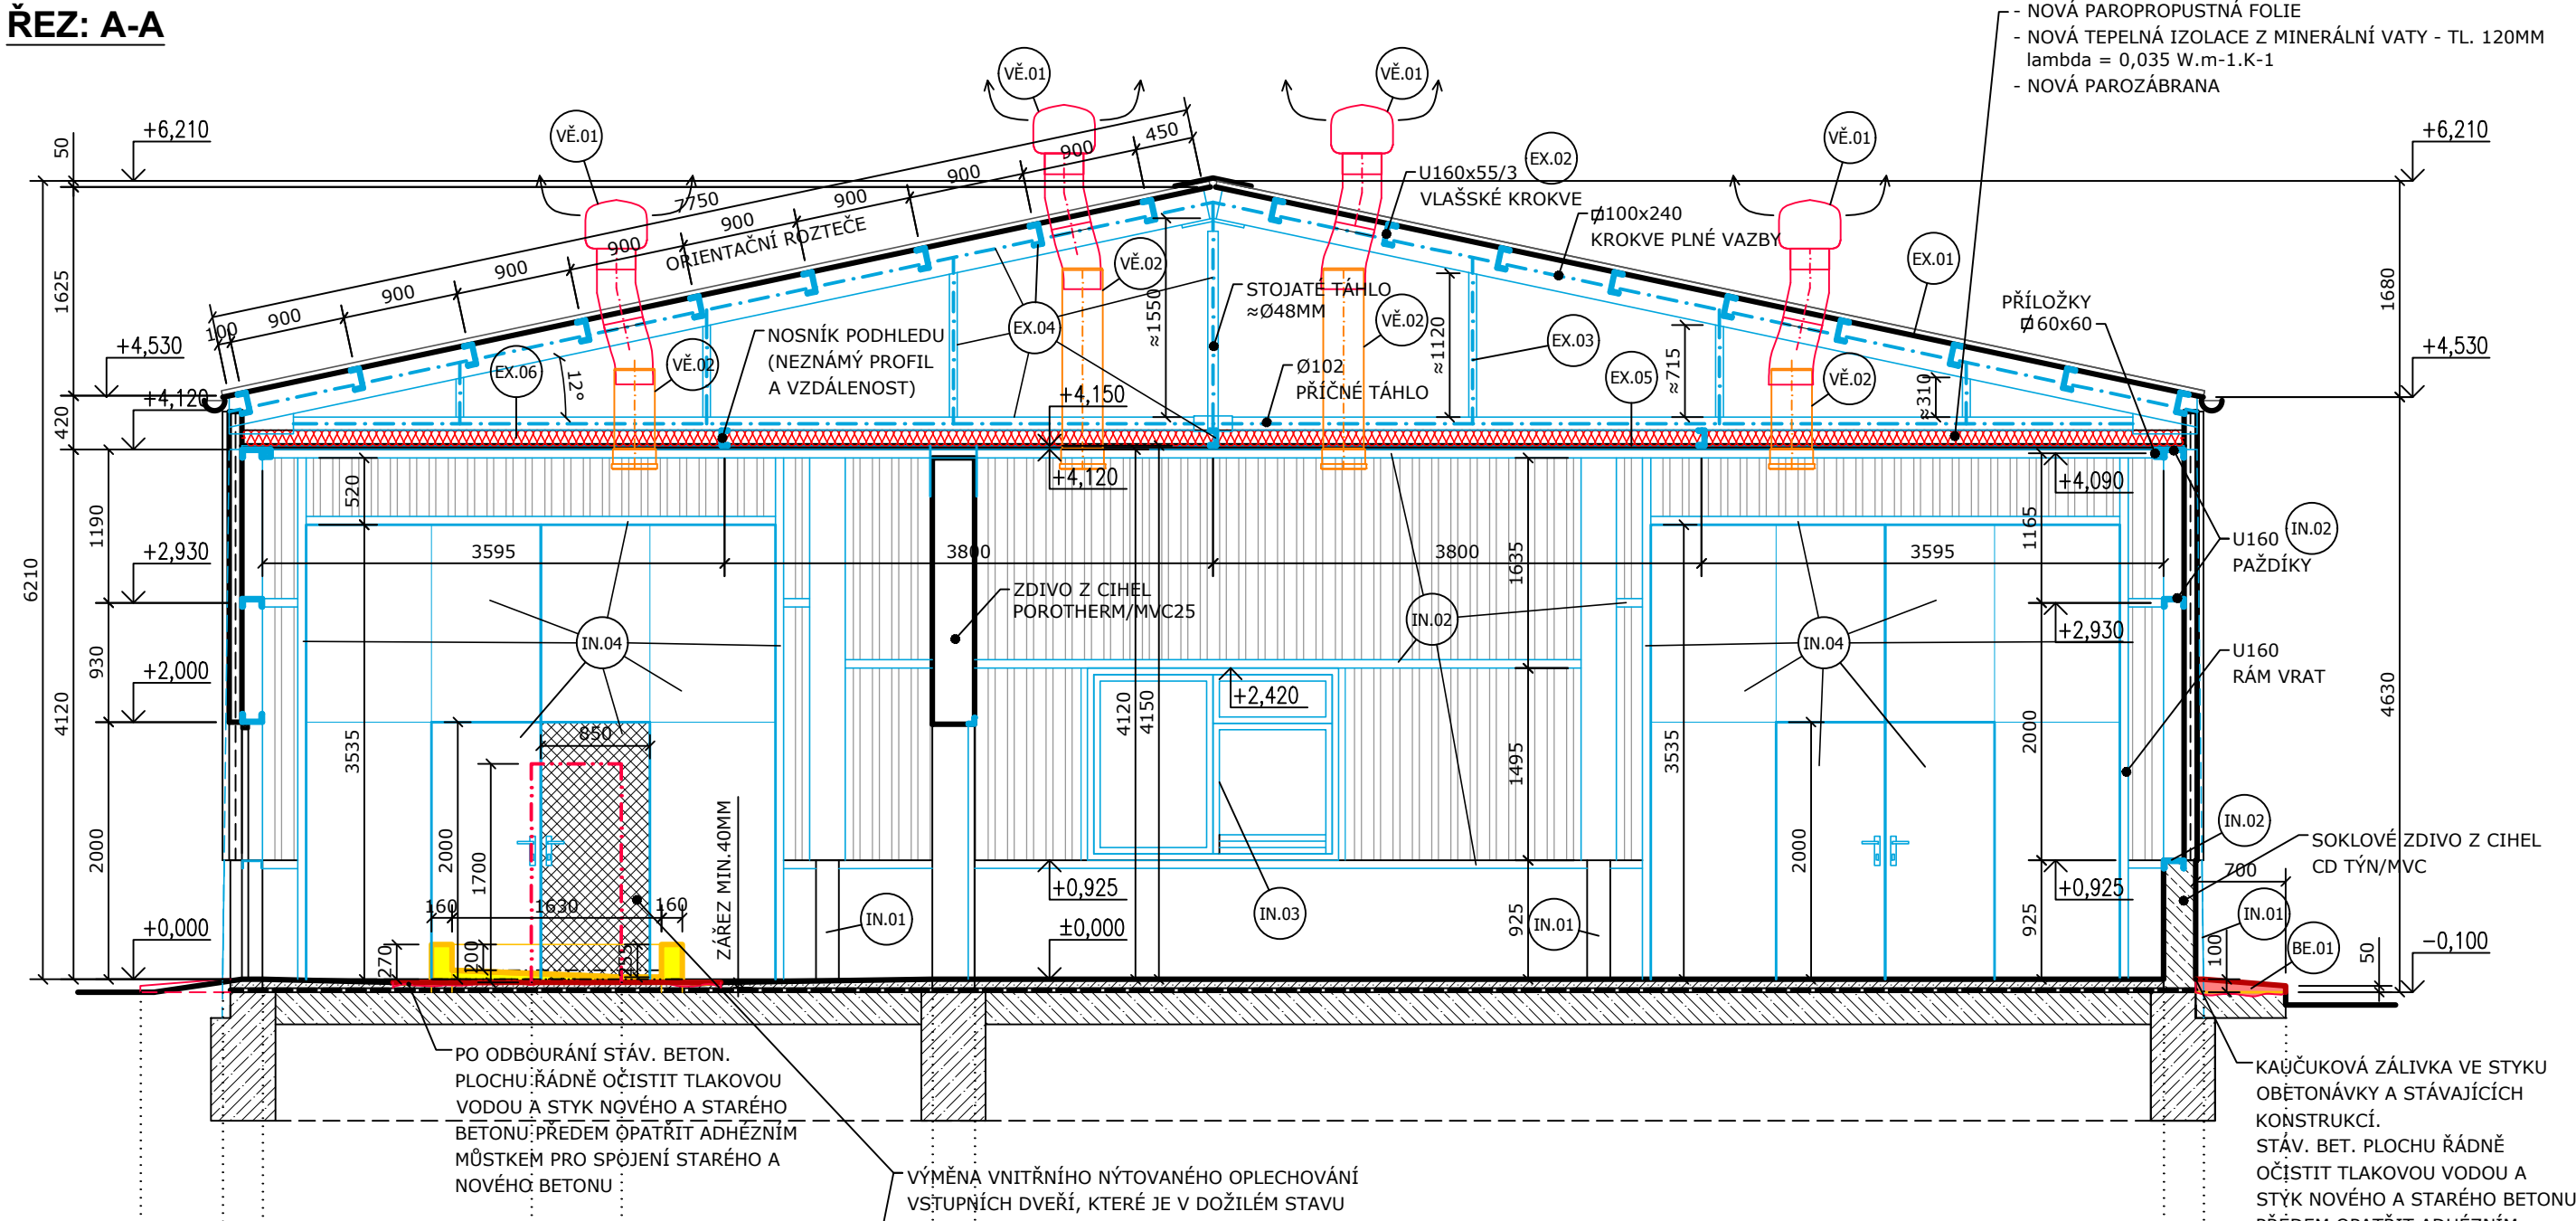 ŘEZ: A-A
- NOVÁ PAROPROPUSTNÁ FOLIE
- NOVÁ TEPELNÁ IZOLACE Z MINERÁLNÍ VATY - TL. 120MM
lambda = 0,035 W.m-1.K-1
- NOVÁ PAROZÁBRANA
VĚ.01
VĚ.01
VĚ.01
VĚ.01
+6,210
+6,210
50
450
900
900
900
900
900
900
900
900
100
7750
ORIENTAČNÍ ROZTEČE
U160x55/3
VLAŠSKÉ KROKVE
EX.02
100x240
KROKVE PLNÉ VAZBY
EX.01
1625
1680
VĚ.02
VĚ.02
VĚ.02
VĚ.02
STOJATÉ TÁHLO
≈Ø48MM
EX.04
EX.03
PŘÍLOŽKY
60x60
NOSNÍK PODHLEDU
(NEZNÁMÝ PROFIL
A VZDÁLENOST)
EX.06
12°
≈1550
≈1120
≈715
≈310
Ø102
PŘÍČNÉ TÁHLO
EX.05
+4,530
+4,530
+4,120
+4,150
+4,120
+4,090
420
520
1190
1165
6210
4120
4630
+2,930
+2,930
3595
3800
3800
3595
1635
U160
PAŽDÍKY
IN.02
ZDIVO Z CIHEL
POROTHERM/MVC25
IN.04
IN.02
IN.04
930
+2,000
U160
RÁM VRAT
+2,420
4120
4150
3535
3535
850
1495
2000
2000
2000
1700
2000
ZÁŘEZ MIN.40MM
IN.02
SOKLOVÉ ZDIVO Z CIHEL
CD TÝN/MVC
700
+0,925
+0,925
925
925
IN.01
IN.03
IN.01
IN.01
BE.01
160
1630
160
270
200
255
+0,000
±0,000
-0,100
100
50
PO ODBOURÁNÍ STÁV. BETON.
PLOCHU ŘÁDNĚ OČISTIT TLAKOVOU
VODOU A STYK NOVÉHO A STARÉHO
BETONU PŘEDEM OPATŘIT ADHÉZNÍM
MŮSTKEM PRO SPOJENÍ STARÉHO A
NOVÉHO BETONU
VÝMĚNA VNITŘNÍHO NÝTOVANÉHO OPLECHOVÁNÍ
VSTUPNÍCH DVEŘÍ, KTERÉ JE V DOŽILÉM STAVU
KAUČUKOVÁ ZÁLIVKA VE STYKU
OBETONÁVKY A STÁVAJÍCÍCH
KONSTRUKCÍ.
STÁV. BET. PLOCHU ŘÁDNĚ
OČISTIT TLAKOVOU VODOU A
STYK NOVÉHO A STARÉHO BETONU
PŘEDEM OPATŘIT ADHÉZNÍM